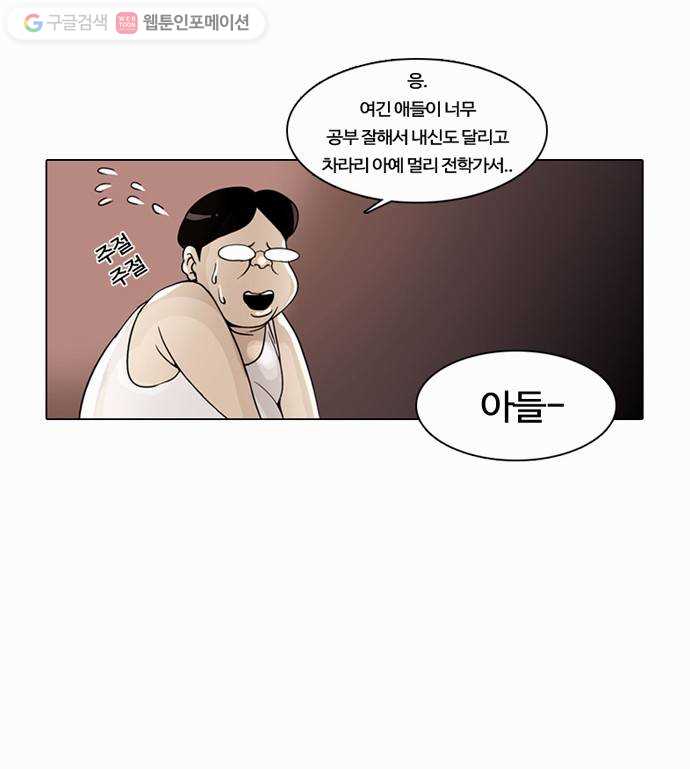 구글검색 웹툰인포메이션
응.
여긴 애들이 너무
공부 잘해서 내신도 달리고
차라리 아예 멀리 전학가서..
주절
주절
아들-